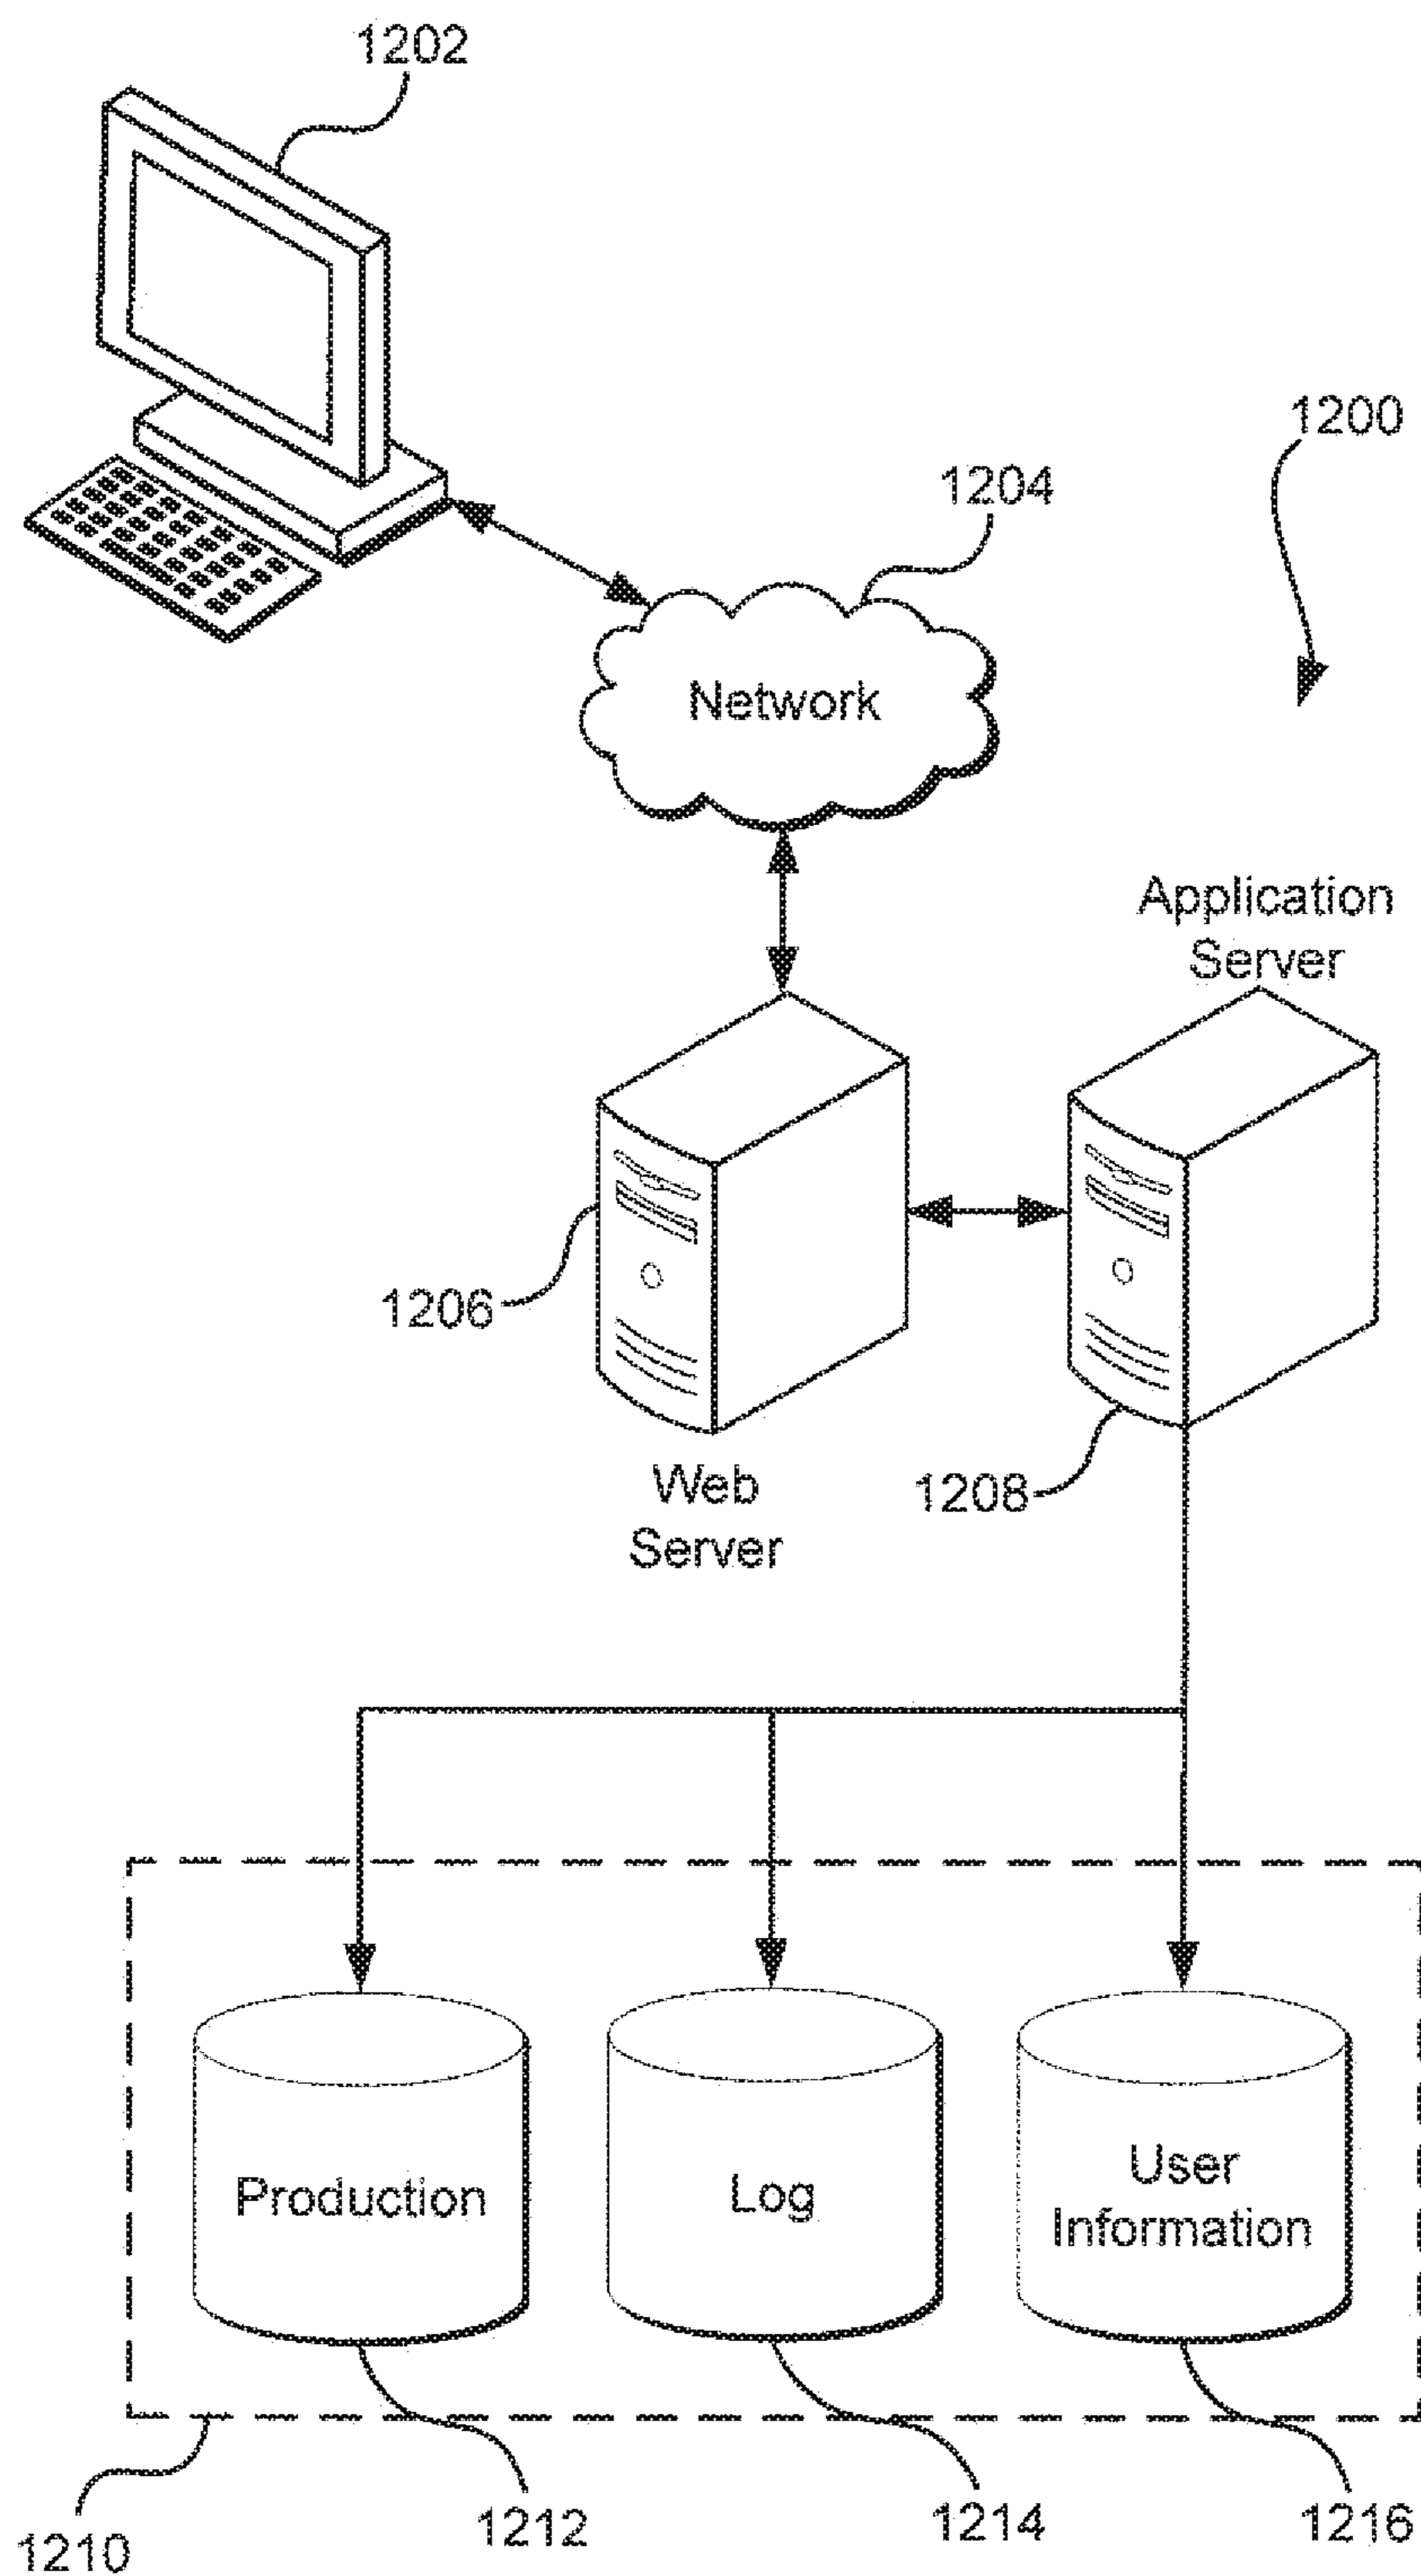 1202
1200
1204
Network
Application
Server
1206
Web
Server
1208
Production
Log
User
Information
1210
1212
1214
1216